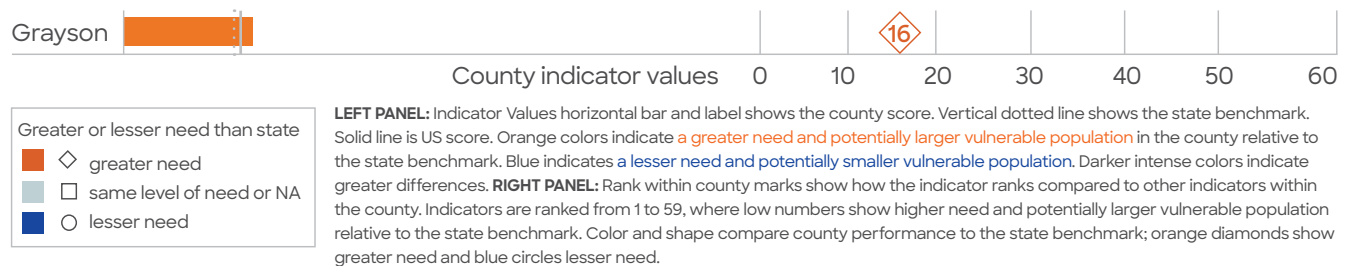 Grayson
16
County indicator values 0 10 20 30 40 50 60
Greater or lesser need than state
greater need
same level of need or NA
lesser need
LEFT PANEL: Indicator Values horizontal bar and label shows the county score. Vertical dotted line shows the state benchmark.
Solid line is US score. Orange colors indicate a greater need and potentially larger vulnerable population in the county relative to
the state benchmark. Blue indicates a lesser need and potentially smaller vulnerable population. Darker intense colors indicate
greater differences. RIGHT PANEL: Rank within county marks show how the indicator ranks compared to other indicators within
the county. Indicators are ranked from 1 to 59, where low numbers show higher need and potentially larger vulnerable population
relative to the state benchmark. Color and shape compare county performance to the state benchmark; orange diamonds show
greater need and blue circles lesser need.